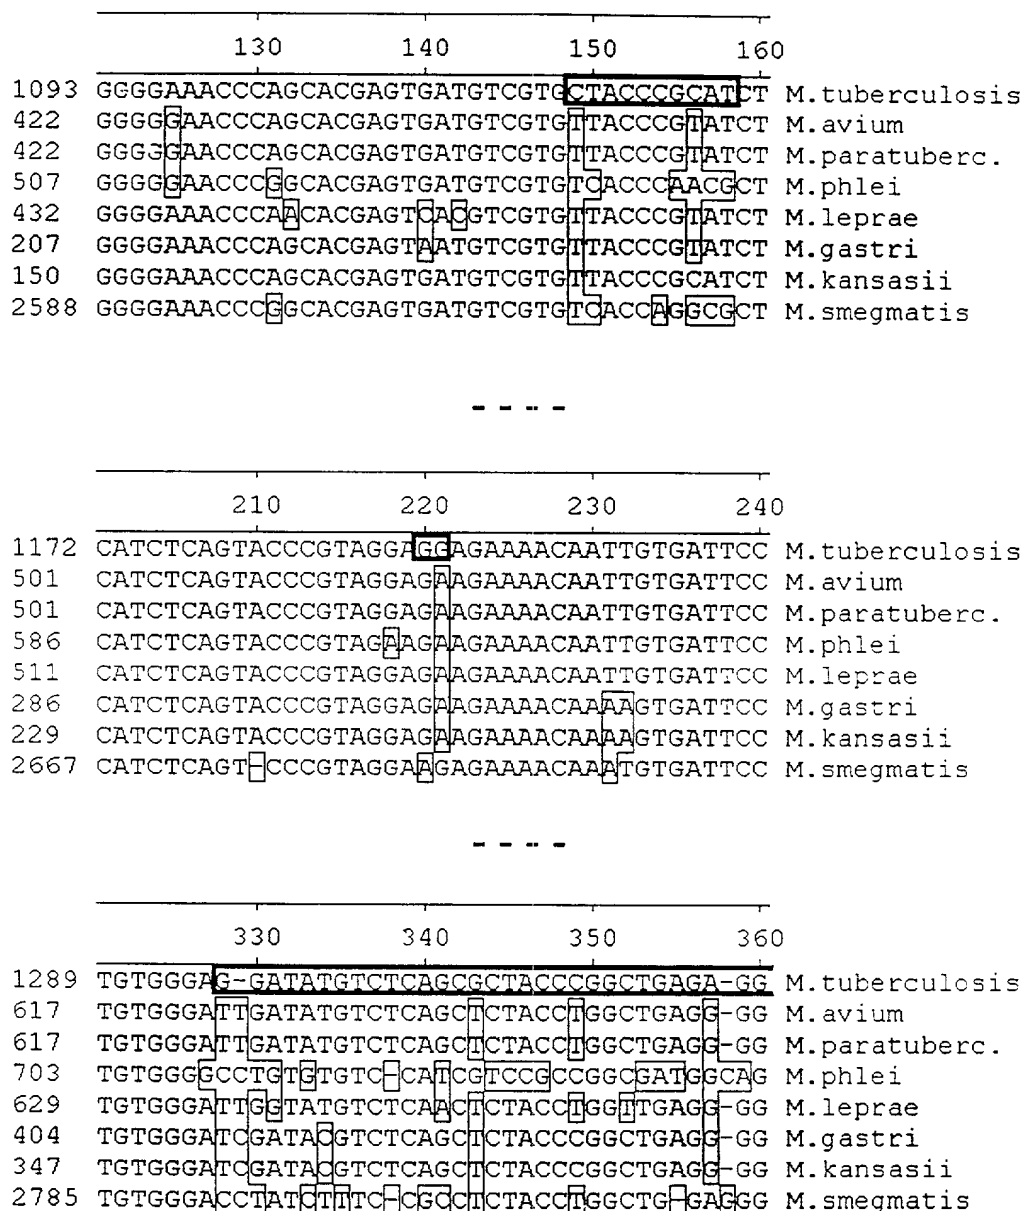 130 140 150 160
1093 GGGGAAACCCAGCACGAGTGATGTCGTGCTACCCGCATCT M.tuberculosis
422 GGGGGAACCCAGCACGAGTGATGTCGTGTTACCCGTATCT M.avium
422 GGGGGAACCCAGCACGAGTGATGTCGTGTTACCCGTATCT M.paratuberc.
507 GGGGGAACCCGGCACGAGTGATGTCGTGTCACCCAACGCT M.phlei
432 GGGGAAACCCAACACGAGTCACGTCGTGTTACCCGTATCT M.leprae
207 GGGGAAACCCAGCACGAGTAATGTCGTGTTACCCGTATCT M.gastri
150 GGGGAAACCCAGCACGAGTGATGTCGTGTTACCCGCATCT M.kansasii
2588 GGGGAAACCCGGCACGAGTGATGTCGTGTCACCAGGCGCT M.smegmatis
- - - -
210 220 230 240
1172 CATCTCAGTACCCGTAGGAGGAGAAAACAATTGTGATTCC M.tuberculosis
501 CATCTCAGTACCCGTAGGAGAAGAAAACAATTGTGATTCC M.avium
501 CATCTCAGTACCCGTAGGAGAAGAAAACAATTGTGATTCC M.paratuberc.
586 CATCTCAGTACCCGTAGAAGAAGAAAACAATTGTGATTCC M.phlei
511 CATCTCAGTACCCGTAGGAGAAGAAAACAATTGTGATTCC M.leprae
286 CATCTCAGTACCCGTAGGAGAAGAAAACAAAAGTGATTCC M.gastri
229 CATCTCAGTACCCGTAGGAGAAGAAAACAAAAGTGATTCC M.kansasii
2667 CATCTCAGT-CCCGTAGGAAGAGAAAACAAATGTGATTCC M.smegmatis
- - - -
330 340 350 360
1289 TGTGGGAG-GATATGTCTCAGCGCTACCCGGCTGAGA-GG M.tuberculosis
617 TGTGGGATTGATATGTCTCAGCTCTACCTGGCTGAGG-GG M.avium
617 TGTGGGATTGATATGTCTCAGCTCTACCTGGCTGAGG-GG M.paratuberc.
703 TGTGGGGCCTGTGTGTC-CATCGTCCGCCGGCGATGGCAG M.phlei
629 TGTGGGATTGGTATGTCTCAACTCTACCTGGTTGAGG-GG M.leprae
404 TGTGGGATCGATACGTCTCAGCTCTACCCGGCTGAGG-GG M.gastri
347 TGTGGGATCGATACGTCTCAGCTCTACCCGGCTGAGG-GG M.kansasii
2785 TGTGGGACCTATCTTTC-CGCCTCTACCTGGCTG-GAGGG M.smegmatis